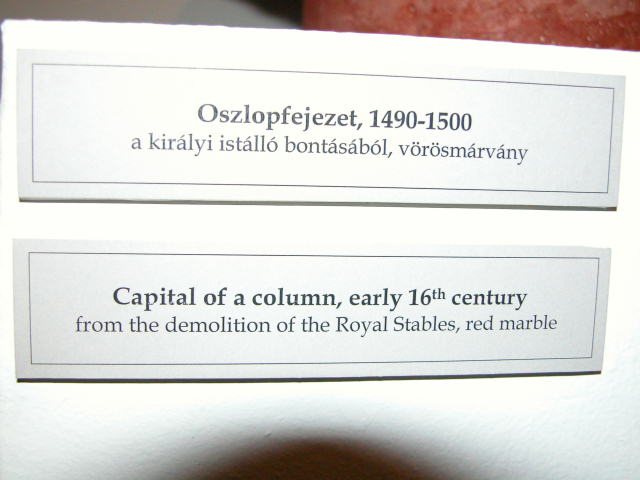 Oszlopfejezet, 1490-1500
a királyi istálló bontásából, vörösmárvány
Capital of a column, early 16th century
from the demolition of the Royal Stables, red marble